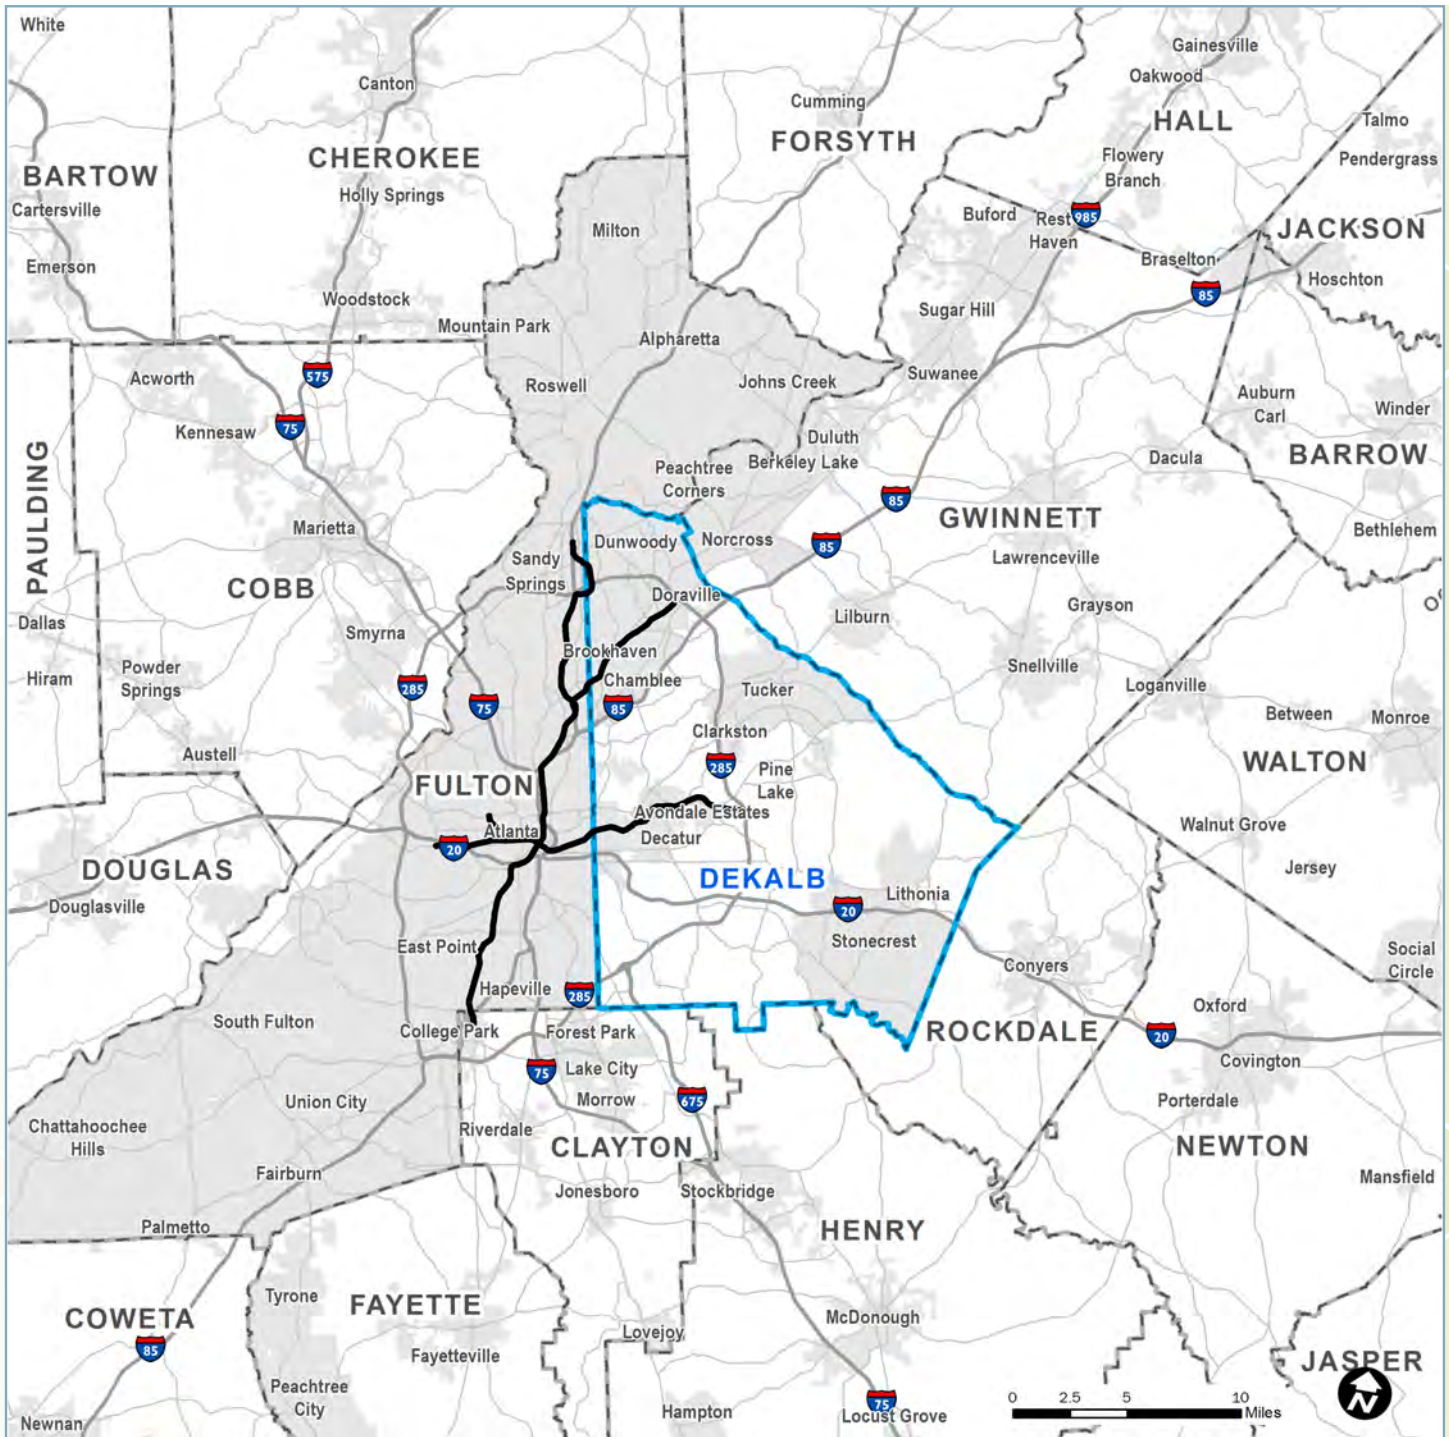 White
Canton
Gainesville
Oakwood
Cumming
HALL
FORSYTH
Talmo
CHEROKEE
Flowery
Branch
Pendergrass
BARTOW
Holly Springs
Cartersville
Buford
Rest
Haven
985
JACKSON
Milton
Emerson
Braselton
Hoschton
85
Woodstock
Sugar Hill
Mountain Park
Alpharetta
575
Acworth
Roswell
Johns Creek
Suwanee
Auburn
Carl
Winder
75
Kennesaw
Duluth
Berkeley Lake
BARROW
Dacula
Peachtree
Corners
PAULDING
85
GWINNETT
Marietta
Bethlehem
Dunwoody
Norcross
85
Sandy
Springs
Lawrenceville
COBB
Doraville
Grayson
Dallas
Smyrna
Lilburn
Brookhaven
Hiram
Powder
Springs
285
Chamblee
Snellville
Loganville
Tucker
75
85
Between
Monroe
Clarkston
Austell
285
WALTON
Pine
Lake
FULTON
Avondale Estates
Walnut Grove
Atlanta
Decatur
20
DOUGLAS
DEKALB
Jersey
Lithonia
Douglasville
20
East Point
Stonecrest
Social
Circle
Conyers
Hapeville
285
Oxford
South Fulton
College Park
Forest Park
ROCKDALE
20
Covington
75
Lake City
Morrow
675
Union City
Porterdale
Chattahoochee
Hills
Riverdale
CLAYTON
NEWTON
Fairburn
Jonesboro
Stockbridge
Mansfield
Palmetto
HENRY
Tyrone
FAYETTE
COWETA
McDonough
Lovejoy
85
Fayetteville
JASPER
Peachtree
City
0 2.5 5 10
Miles
75
Newnan
Hampton
Locust Grove